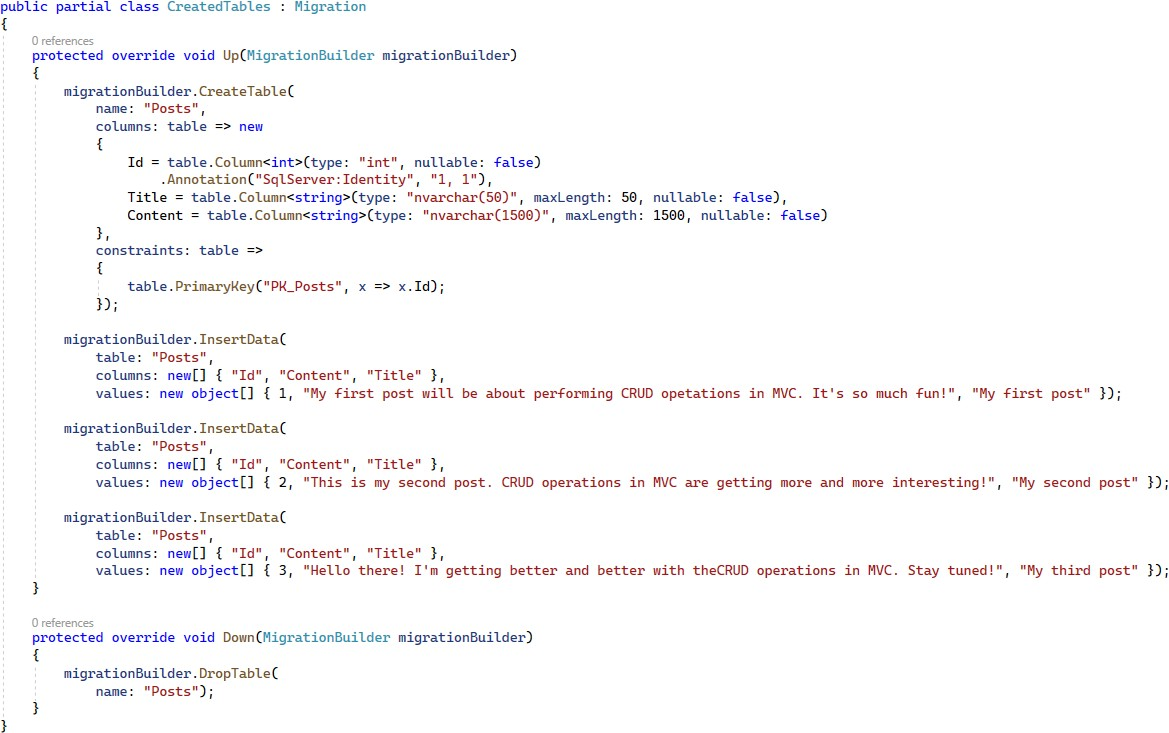 public partial class CreatedTables : Migration
{
0 references
protected override void Up(MigrationBuilder migrationBuilder)
{
migrationBuilder.CreateTable(
name: "Posts",
columns: table => new
{
Id = table.Column<int>(type: "int", nullable: false)
.Annotation("SqlServer:Identity", "1, 1"),
Title = table.Column<string>(type: "nvarchar(50)", maxLength: 50, nullable: false),
Content = table.Column<string>(type: "nvarchar(1500)", maxLength: 1500, nullable: false)
},
constraints: table =>
{
table.PrimaryKey("PK_Posts", x => x.Id);
});
migrationBuilder.InsertData(
table: "Posts",
columns: new[] { "Id", "Content", "Title" },
values: new object[] { 1, "My first post will be about performing CRUD opetations in MVC. It's so much fun!", "My first post" });
migrationBuilder.InsertData(
table: "Posts",
columns: new[] { "Id", "Content", "Title" },
values: new object[] { 2, "This is my second post. CRUD operations in MVC are getting more and more interesting!", "My second post" });
migrationBuilder.InsertData(
table: "Posts",
columns: new[] { "Id", "Content", "Title" },
values: new object[] { 3, "Hello there! I'm getting better and better with theCRUD operations in MVC. Stay tuned!", "My third post" });
}
0 references
protected override void Down(MigrationBuilder migrationBuilder)
{
migrationBuilder.DropTable(
name: "Posts");
}
}